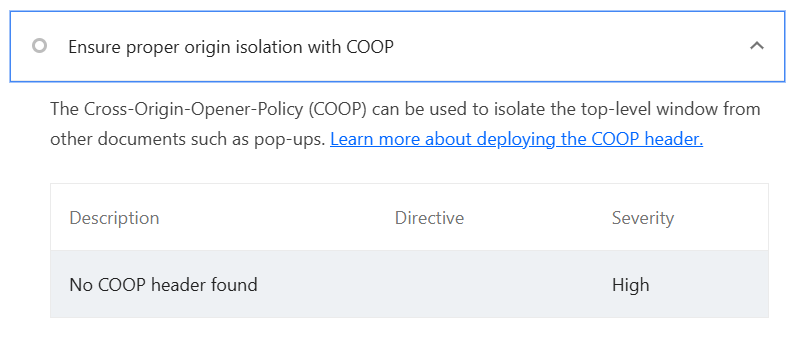 Ensure proper origin isolation with COOP
The Cross-Origin-Opener-Policy (COOP) can be used to isolate the top-level window from
other documents such as pop-ups. Learn more about deploying the COOP header.
Description Directive Severity
No COOP header found High